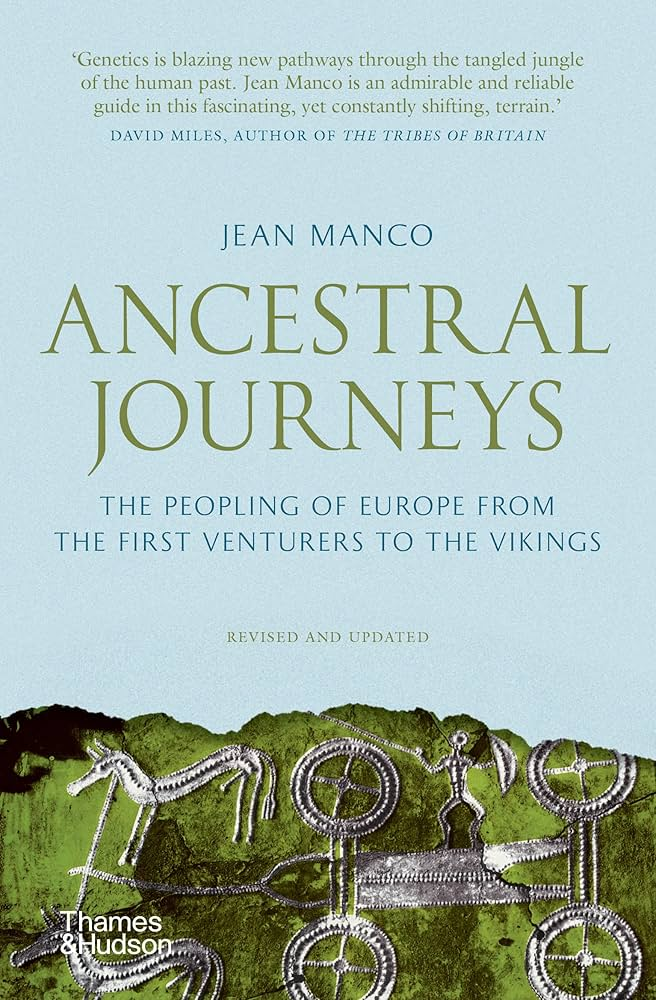 ‘Genetics is blazing new pathways through the tangled jungle
of the human past. Jean Manco is an admirable and reliable
guide in this fascinating, yet constantly shifting, terrain.’
DAVID MILES, AUTHOR OF THE TRIBES OF BRITAIN
JEAN MANCO
ANCESTRAL
JOURNEYS
THE PEOPLING OF EUROPE FROM
THE FIRST VENTURERS TO THE VIKINGS
REVISED AND UPDATED
Thames
&Hudson